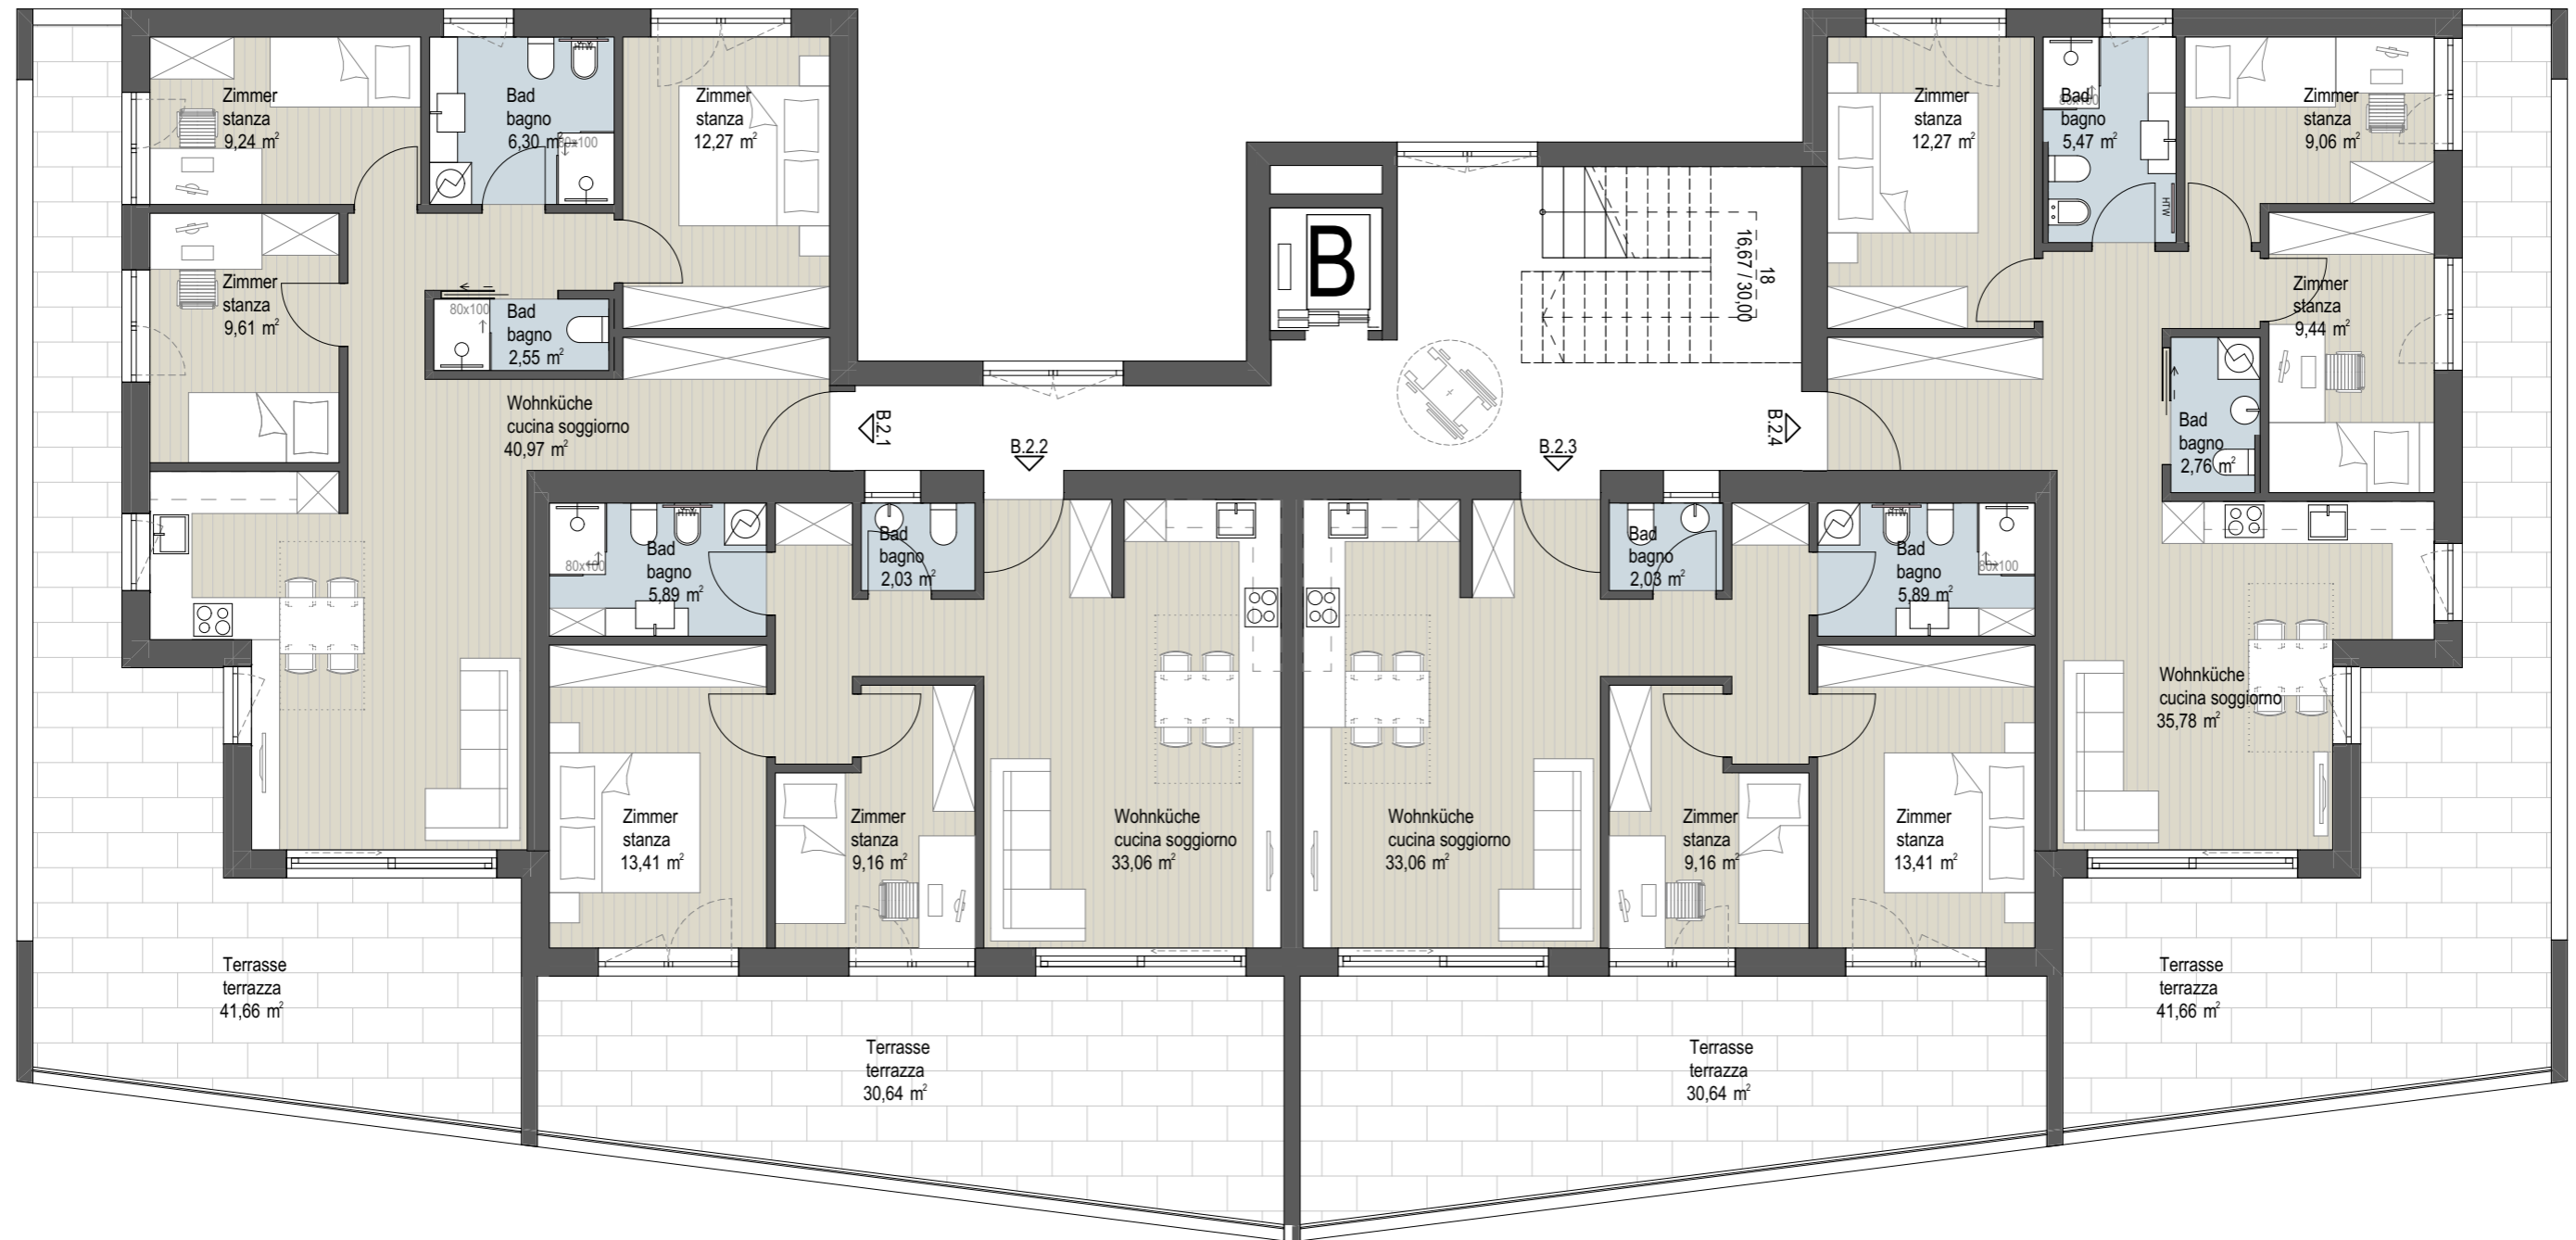 Zimmer
stanza
9,24 m²
Bad
bagno
6,30 m²
80x100
HTW
Zimmer
stanza
12,27 m²
Zimmer
stanza
9,61 m²
80x100
Bad
bagno
2,55 m²
Wohnküche
cucina soggiorno
40,97 m²
B
18
16,67 / 30,00
B.2.1
B.2.2
B.2.3
B.2.4
Zimmer
stanza
12,27 m²
80x100
Bad
bagno
5,47 m²
HTW
Zimmer
stanza
9,06 m²
Zimmer
stanza
9,44 m²
Bad
bagno
2,76 m²
80x100
HTW
Bad
bagno
5,89 m²
Bad
bagno
2,03 m²
Bad
bagno
2,03 m²
HTW
Bad
bagno
5,89 m²
80x100
Wohnküche
cucina soggiorno
35,78 m²
Zimmer
stanza
13,41 m²
Zimmer
stanza
9,16 m²
Wohnküche
cucina soggiorno
33,06 m²
Wohnküche
cucina soggiorno
33,06 m²
Zimmer
stanza
9,16 m²
Zimmer
stanza
13,41 m²
Terrasse
terrazza
41,66 m²
Terrasse
terrazza
30,64 m²
Terrasse
terrazza
30,64 m²
Terrasse
terrazza
41,66 m²